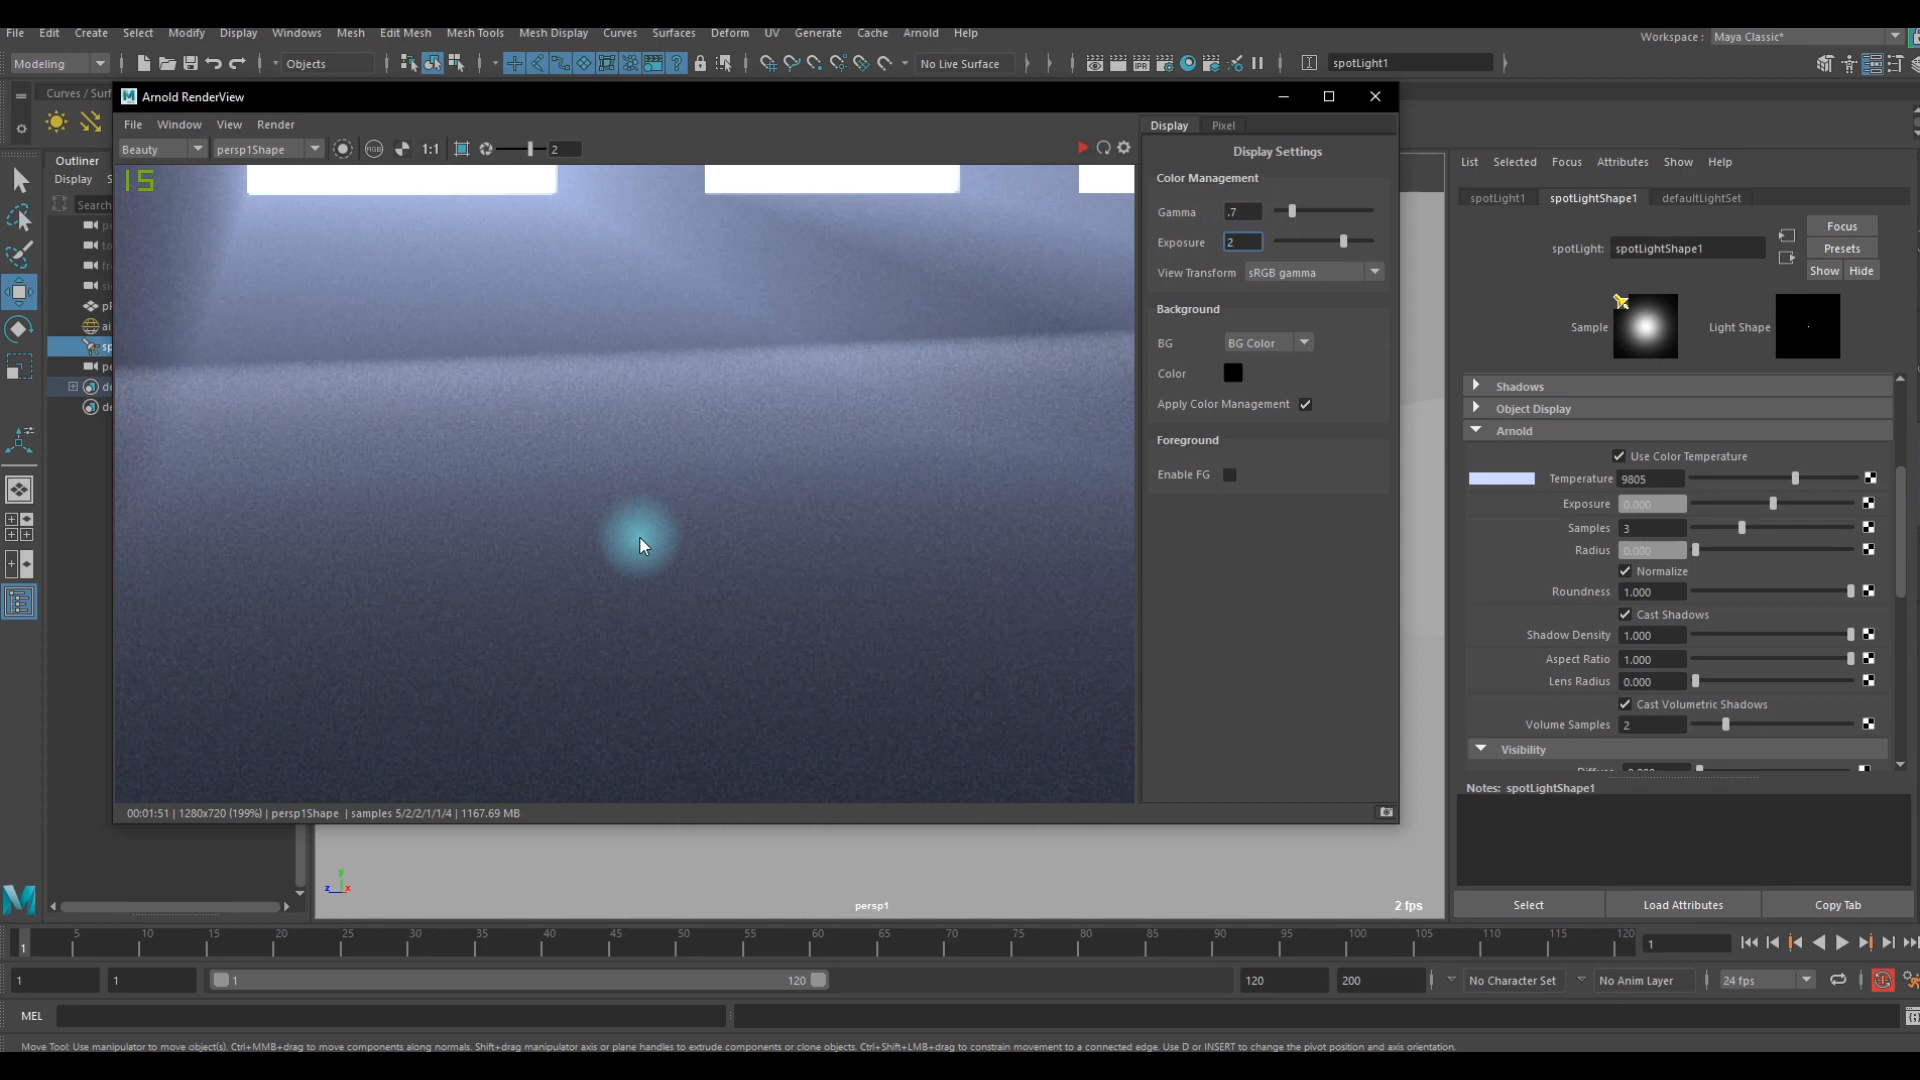 File Edit Create Select Modify Display Windows Mesh Edit Mesh Mesh Tools Mesh Display Curves Surfaces Deform UV Generate Cache Arnold Help
Workspace : Maya Classic*
Modeling Objects No Live Surface spotLight1
Curves / Surf
Arnold RenderView
File Window View Render
Beauty persp1Shape 1:1 2
15
Outliner
Display
Search
Display Pixel
Display Settings
Color Management
Gamma .7
Exposure 2
View Transform sRGB gamma
Background
BG BG Color
Color
Apply Color Management
Foreground
Enable FG
00:01:51 | 1280x720 (199%) | persp1Shape | samples 5/2/2/1/1/4 | 1167.69 MB
persp1
2 fps
List Selected Focus Attributes Show Help
spotLight1 spotLightShape1 defaultLightSet
Focus
spotLight: spotLightShape1 Presets
Show Hide
Sample Light Shape
Shadows
Object Display
Arnold
Use Color Temperature
Temperature 9805
Exposure 0.000
Samples 3
Radius 0.000
Normalize
Roundness 1.000
Cast Shadows
Shadow Density 1.000
Aspect Ratio 1.000
Lens Radius 0.000
Cast Volumetric Shadows
Volume Samples 2
Visibility
Notes: spotLightShape1
Select Load Attributes Copy Tab
1 5 10 15 20 25 30 35 40 45 50 55 60 65 70 75 80 85 90 95 100 105 110 115 120 1
1 1 1 120 120 200 No Character Set No Anim Layer 24 fps
MEL
Move Tool: Use manipulator to move object(s). Ctrl+MMB+drag to move components along normals. Shift+drag manipulator axis or plane handles to extrude components or clone objects. Ctrl+Shift+LMB+drag to constrain movement to a connected edge. Use D or INSERT to change the pivot position and axis orientation.